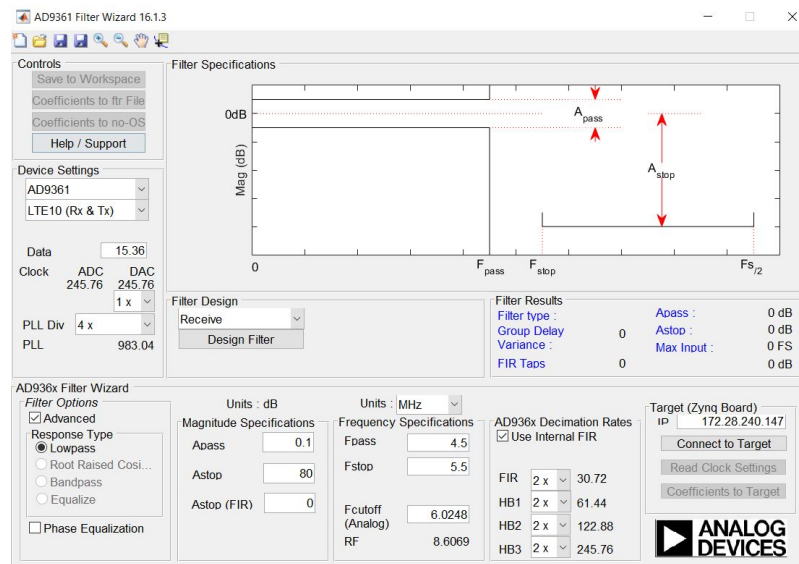 AD9361 Filter Wizard 16.1.3
Controls
Save to Workspace
Coefficients to ftr File
Coefficients to no-OS
Help / Support
Filter Specifications
0dB
Mag (dB)
A pass
A stop
0
F pass
F stop
Fs /2
Device Settings
AD9361
LTE10 (Rx & Tx)
Data 15.36
Clock ADC DAC
245.76 245.76
1 x
PLL Div 4 x
PLL 983.04
Filter Design
Receive
Design Filter
Filter Results
Filter type :
Group Delay
Variance : 0
FIR Taps 0
Apass : 0 dB
Astop : 0 dB
Max Input : 0 FS
0 dB
AD936x Filter Wizard
Filter Options
Advanced
Response Type
Lowpass
Root Raised Cosi...
Bandpass
Equalize
Phase Equalization
Units : dB
Magnitude Specifications
Apass 0.1
Astop 80
Astop (FIR) 0
Units : MHz
Frequency Specifications
Fpass 4.5
Fstop 5.5
Fcutoff
(Analog) 6.0248
RF 8.6069
AD936x Decimation Rates
Use Internal FIR
FIR 2 x 30.72
HB1 2 x 61.44
HB2 2 x 122.88
HB3 2 x 245.76
Target (Zynq Board)
IP 172.28.240.147
Connect to Target
Read Clock Settings
Coefficients to Target
ANALOG
DEVICES